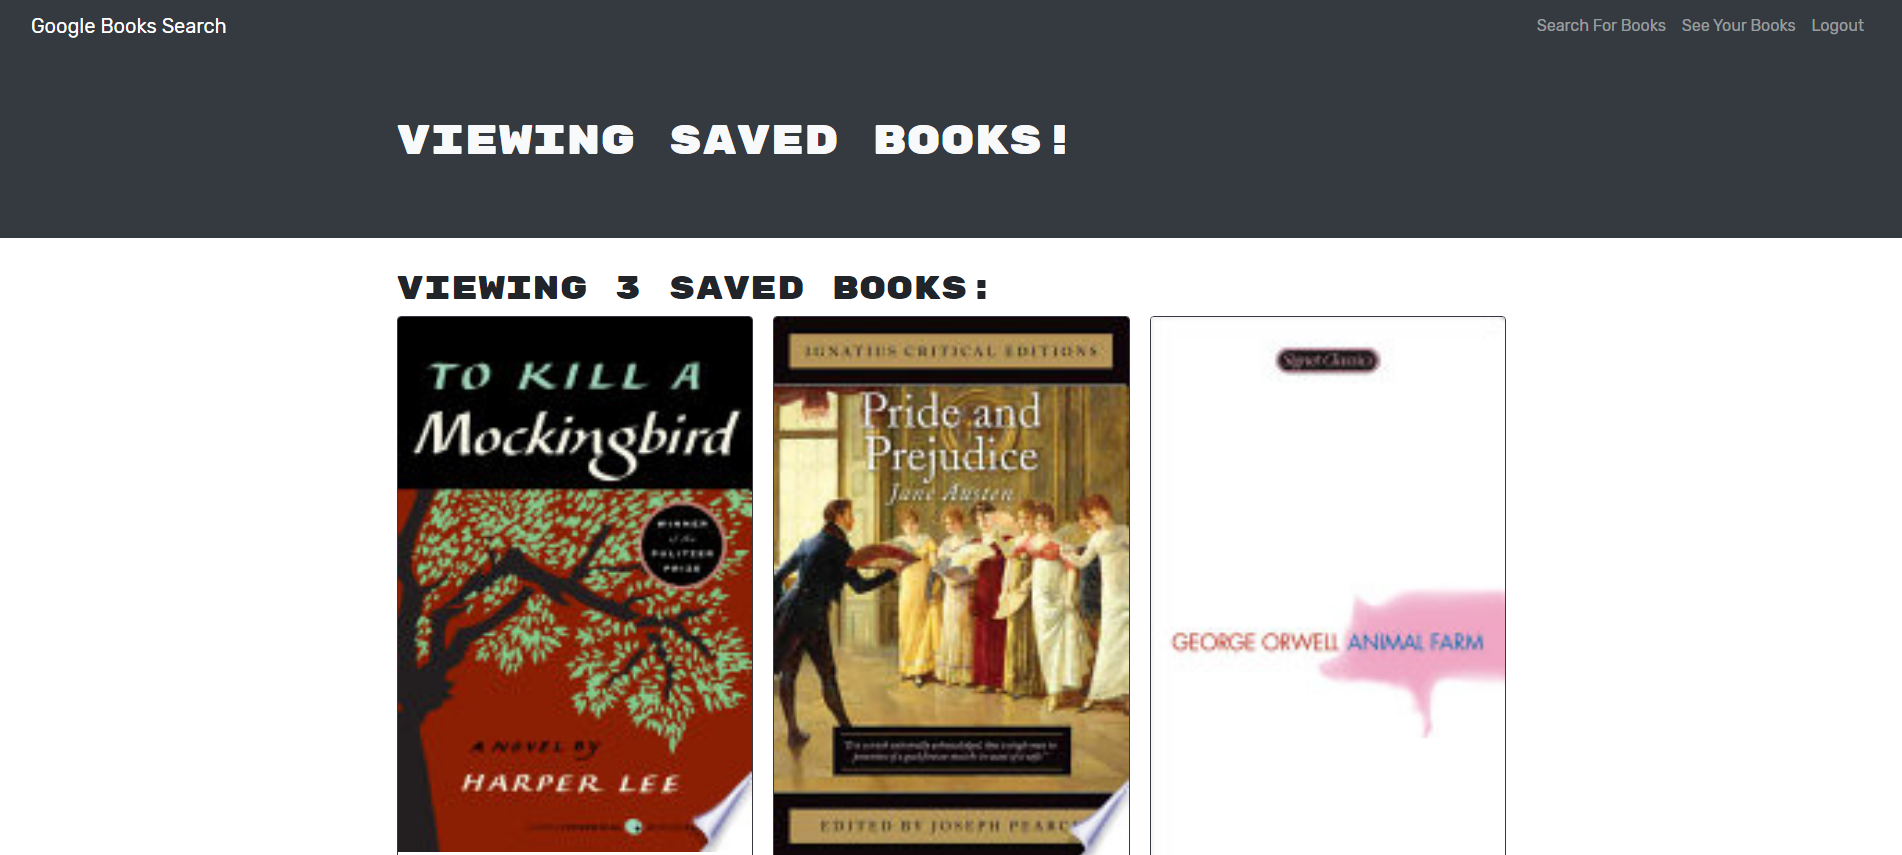 Google Books Search
Search For Books See Your Books Logout
VIEWING SAVED BOOKS!
VIEWING 3 SAVED BOOKS:
TO KILL A
Mockingbird
WINNER
of the
PULITZER
PRIZE
A NOVEL BY
HARPER LEE
IGNATIUS CRITICAL EDITIONS
Pride and
Prejudice
Jane Austen
EDITED BY JOSEPH PEARC
Signet Classics
GEORGE ORWELL ANIMAL FARM